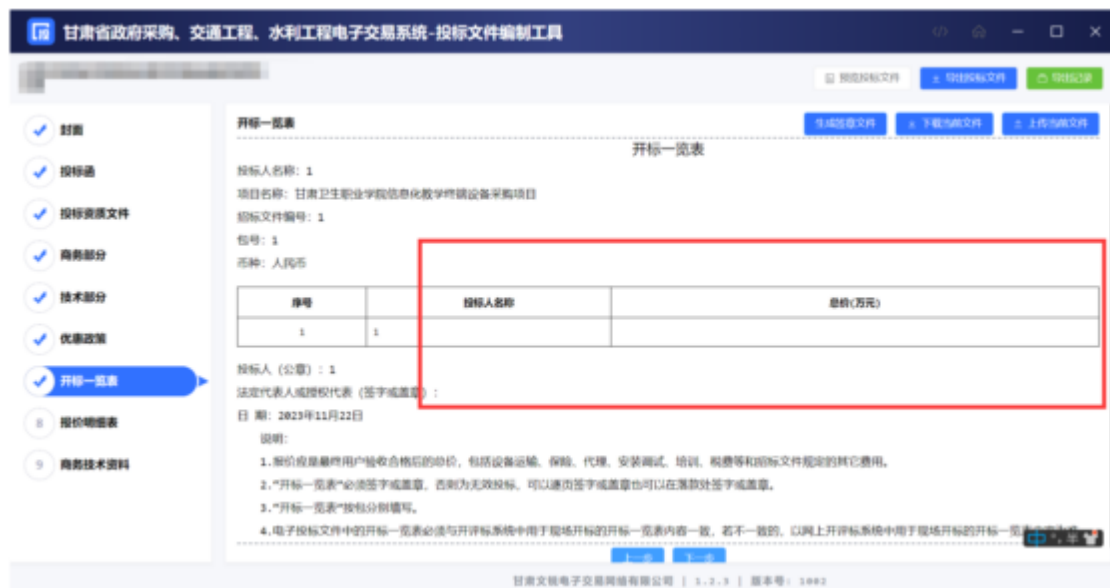 甘肃省政府采购、交通工程、水利工程电子交易系统-投标文件编制工具
预览投标文件
导出投标文件
导出记录
封面
投标函
投标资质文件
商务部分
技术部分
优惠政策
开标一览表
8 报价明细表
9 商务技术资料
开标一览表
生成签章文件
下载当前文件
上传当前文件
开标一览表
投标人名称: 1
项目名称: 甘肃卫生职业学院信息化教学终端设备采购项目
招标文件编号: 1
包号: 1
币种: 人民币
序号 投标人名称 总价(万元)
1 1
投标人 (公章) : 1
法定代表人或授权代表 (签字或盖章) :
日 期: 2023年11月22日
说明:
1.报价应是最终用户验收合格后的总价, 包括设备运输、保险、代理、安装调试、培训、税费等和招标文件规定的其它费用。
2.“开标一览表”必须签字或盖章, 否则为无效投标, 可以逐页签字或盖章也可以在落款处签字或盖章。
3.“开标一览表”按包分别填写。
4.电子投标文件中的开标一览表必须与开评标系统中用于现场开标的开标一览表内容一致, 若不一致的, 以网上开评标系统中用于现场开标的开标一览
中 半
上一步
下一步
甘肃文锐电子交易网络有限公司 | 1.2.3 | 版本号: 1002